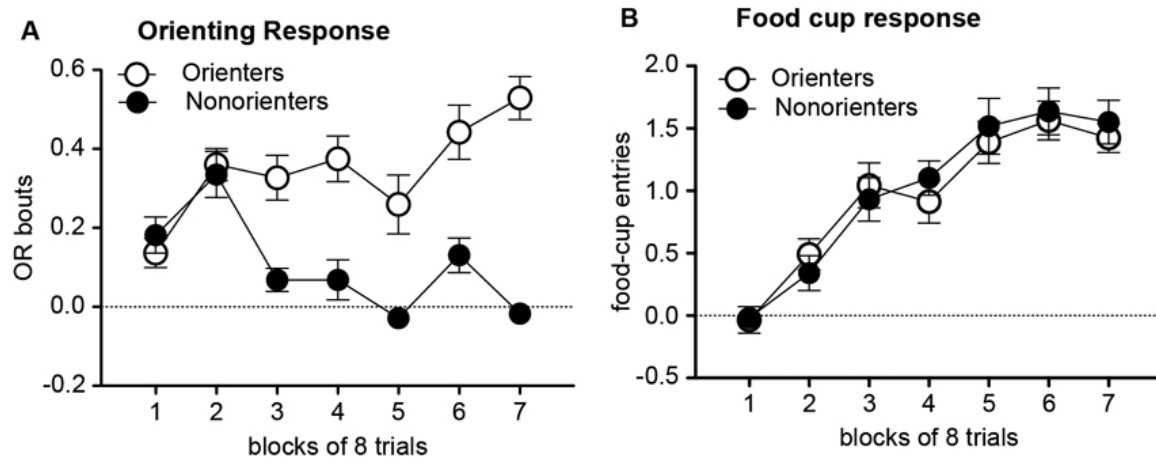 A
Orienting Response
Orienters
Nonorienters
0.6
0.4
0.2
0.0
-0.2
OR bouts
1 2 3 4 5 6 7
blocks of 8 trials
B
Food cup response
Orienters
Nonorienters
2.0
1.5
1.0
0.5
0.0
-0.5
food-cup entries
1 2 3 4 5 6 7
blocks of 8 trials